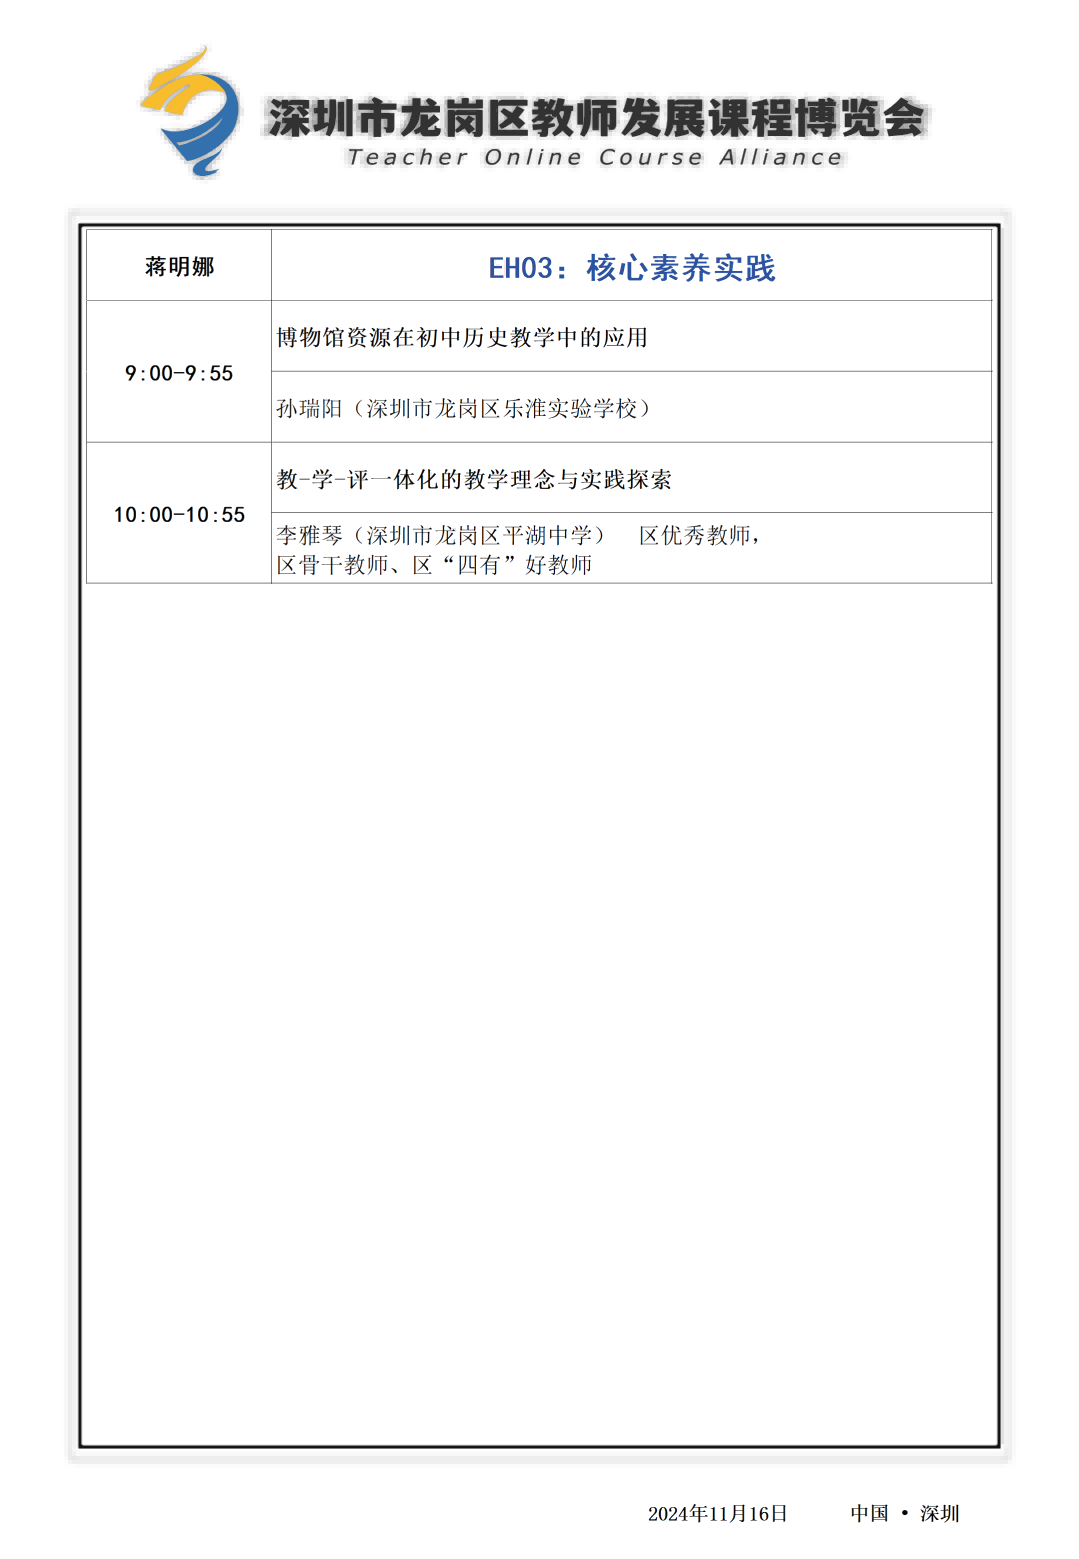 深圳市龙岗区教师发展课程博览会
Teacher Online Course Alliance
蒋明娜
EH03：核心素养实践
9:00-9:55
博物馆资源在初中历史教学中的应用
孙瑞阳（深圳市龙岗区乐淮实验学校）
10:00-10:55
教-学-评一体化的教学理念与实践探索
李雅琴（深圳市龙岗区平湖中学） 区优秀教师，
区骨干教师、区“四有”好教师
2024年11月16日 中国 • 深圳